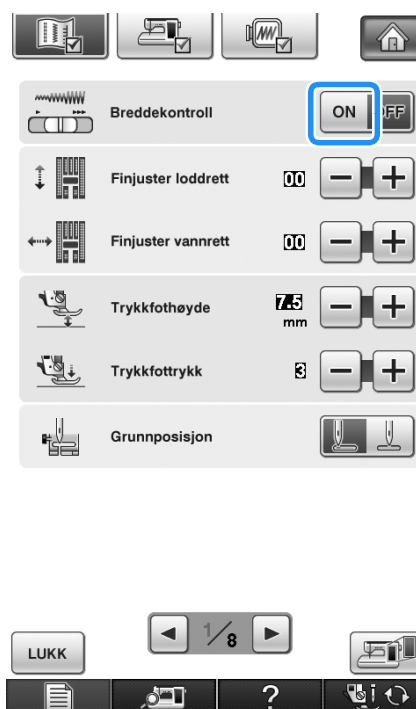 Breddekontroll ON OFF
Finjuster loddrett 00
Finjuster vannrett 00
Trykkfothøyde 7.5 mm
Trykkfottrykk 3
Grunnposisjon
1/8
LUKK
?